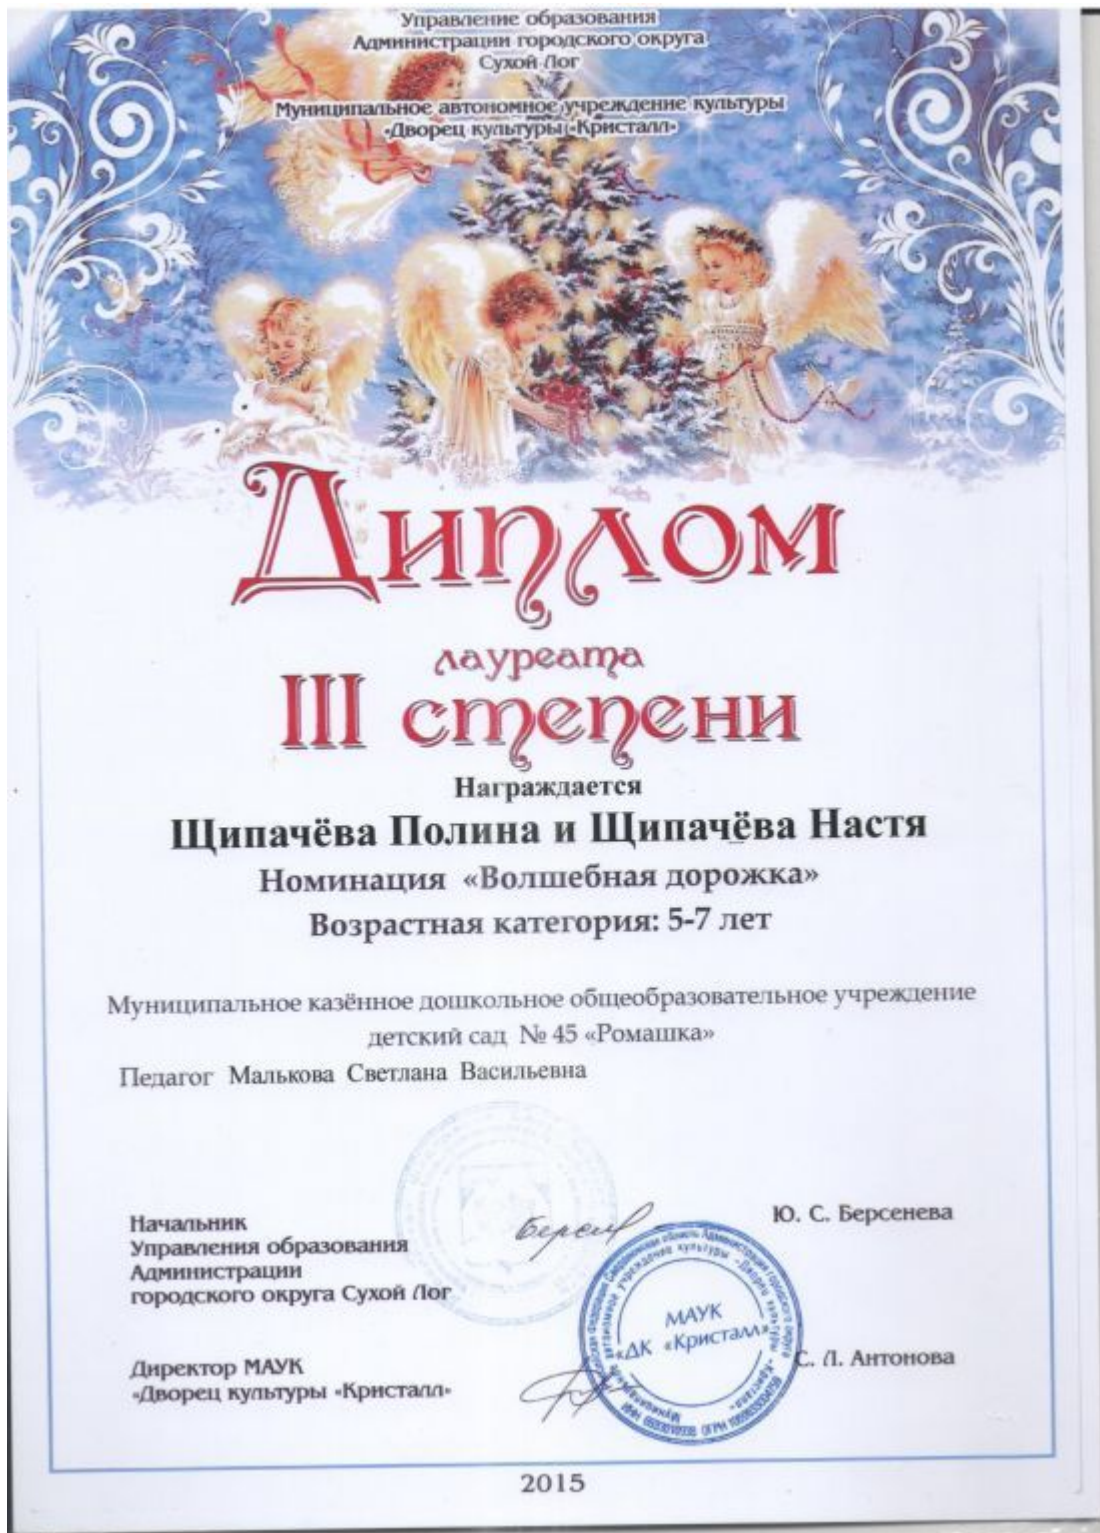 Управление образования
Администрации городского округа
Сухой Лог
Муниципальное автономное учреждение культуры
«Дворец культуры «Кристалл»
Диплом
лауреата
III степени
Награждается
Щипачёва Полина и Щипачёва Настя
Номинация «Волшебная дорожка»
Возрастная категория: 5-7 лет
Муниципальное казённое дошкольное общеобразовательное учреждение
детский сад № 45 «Ромашка»
Педагог Малькова Светлана Васильевна
Начальник
Управления образования
Администрации
городского округа Сухой Лог
Ю. С. Берсенева
Директор МАУК
«Дворец культуры «Кристалл»
С. Л. Антонова
МАУК
«ДК «Кристалл»
2015